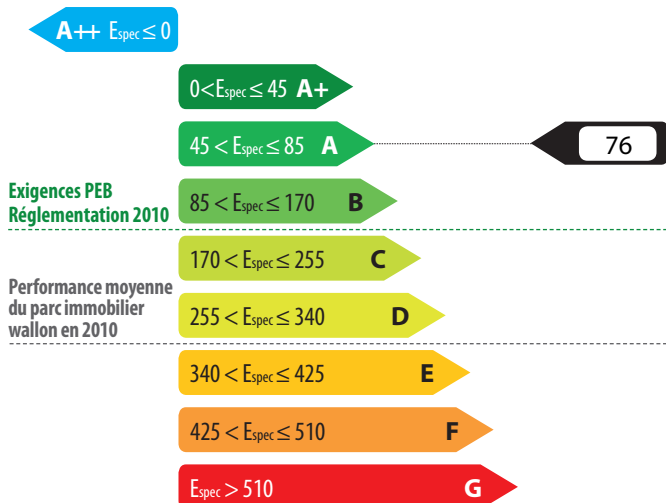 A++ Espec ≤ 0
0 < Espec ≤ 45 A+
45 < Espec ≤ 85 A
76
Exigences PEB
Réglementation 2010
85 < Espec ≤ 170 B
170 < Espec ≤ 255 C
Performance moyenne
du parc immobilier
wallon en 2010
255 < Espec ≤ 340 D
340 < Espec ≤ 425 E
425 < Espec ≤ 510 F
Espec > 510 G